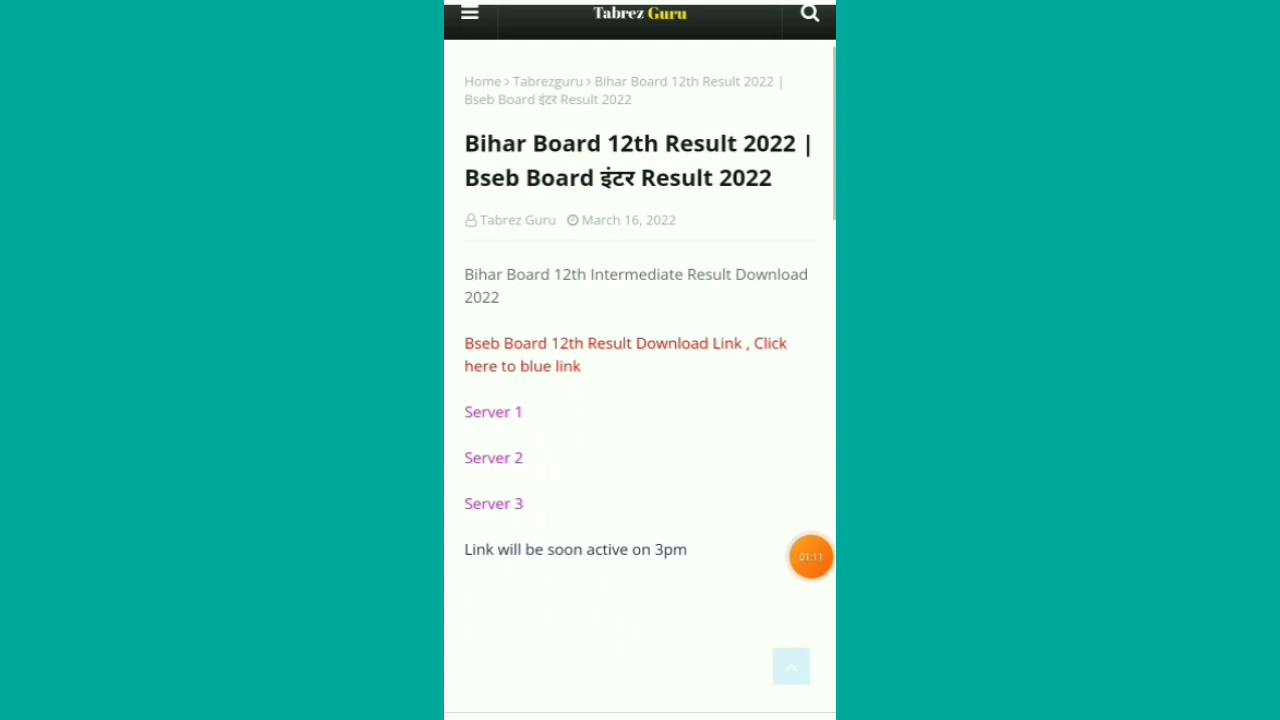 Tabrez Guru
Home > Tabrezguru > Bihar Board 12th Result 2022 |
Bseb Board इंटर Result 2022
Bihar Board 12th Result 2022 |
Bseb Board इंटर Result 2022
Tabrez Guru March 16, 2022
Bihar Board 12th Intermediate Result Download
2022
Bseb Board 12th Result Download Link , Click
here to blue link
Server 1
Server 2
Server 3
Link will be soon active on 3pm
01:11